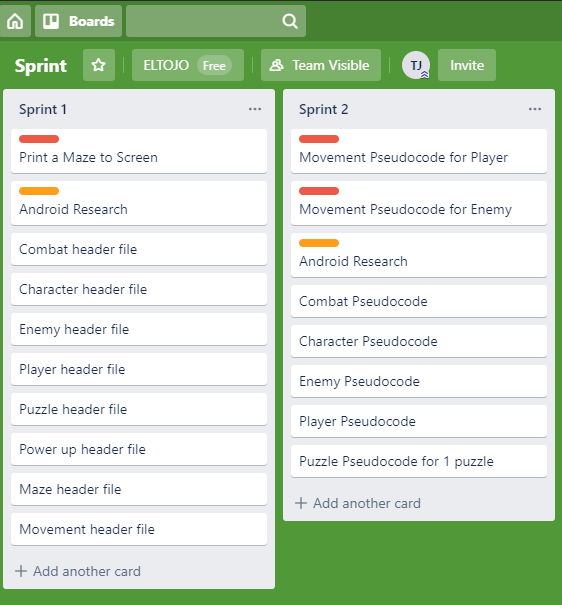 Boards
Sprint
ELTOJO Free
Team Visible
TJ
Invite
Sprint 1
Print a Maze to Screen
Android Research
Combat header file
Character header file
Enemy header file
Player header file
Puzzle header file
Power up header file
Maze header file
Movement header file
+ Add another card
Sprint 2
Movement Pseudocode for Player
Movement Pseudocode for Enemy
Android Research
Combat Pseudocode
Character Pseudocode
Enemy Pseudocode
Player Pseudocode
Puzzle Pseudocode for 1 puzzle
+ Add another card